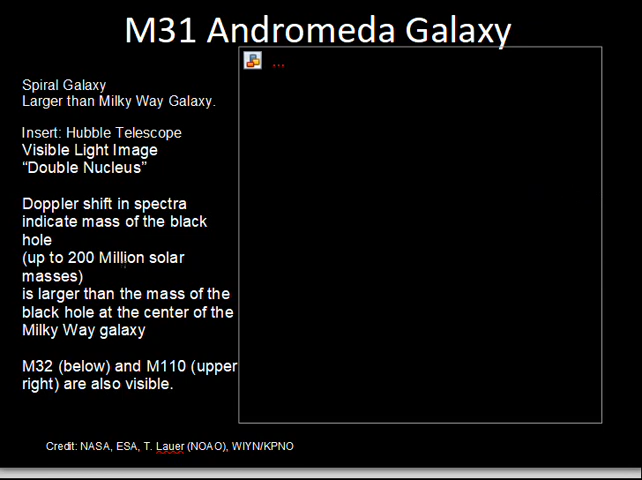 M31 Andromeda Galaxy
...
Spiral Galaxy
Larger than Milky Way Galaxy.
Insert: Hubble Telescope
Visible Light Image
“Double Nucleus”
Doppler shift in spectra
indicate mass of the black
hole
(up to 200 Million solar
masses)
is larger than the mass of the
black hole at the center of the
Milky Way galaxy
M32 (below) and M110 (upper
right) are also visible.
Credit: NASA, ESA, T. Lauer (NOAO), WIYN/KPNO